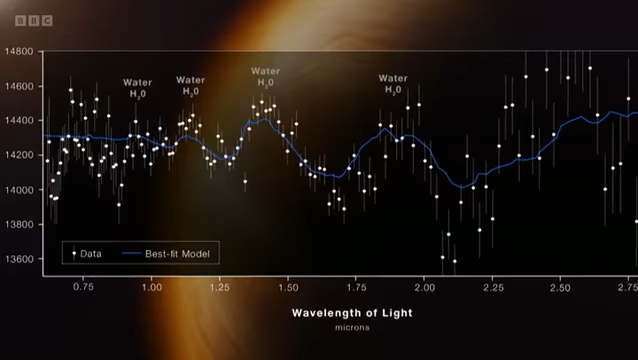 BBC
14800
14600
14400
14200
14000
13800
13600
Water
H2O
Water
H2O
Water
H2O
Water
H2O
Data
Best-fit Model
0.75
1.00
1.25
1.50
1.75
2.00
2.25
2.50
2.75
Wavelength of Light
microns